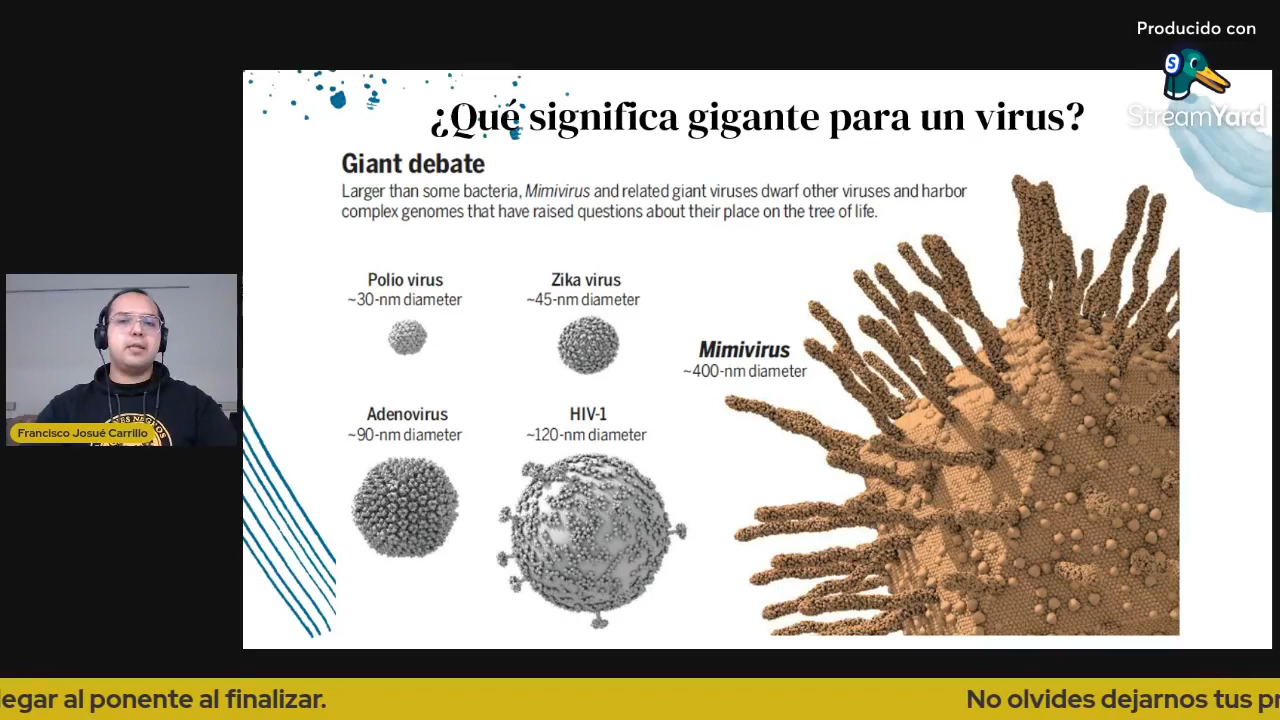 Producido con
StreamYard
¿Qué significa gigante para un virus?
Giant debate
Larger than some bacteria, Mimivirus and related giant viruses dwarf other viruses and harbor
complex genomes that have raised questions about their place on the tree of life.
Polio virus
~30-nm diameter
Zika virus
~45-nm diameter
Mimivirus
~400-nm diameter
Adenovirus
~90-nm diameter
HIV-1
~120-nm diameter
Francisco Josué Carrillo
legar al ponente al finalizar.
No olvides dejarnos tus pr